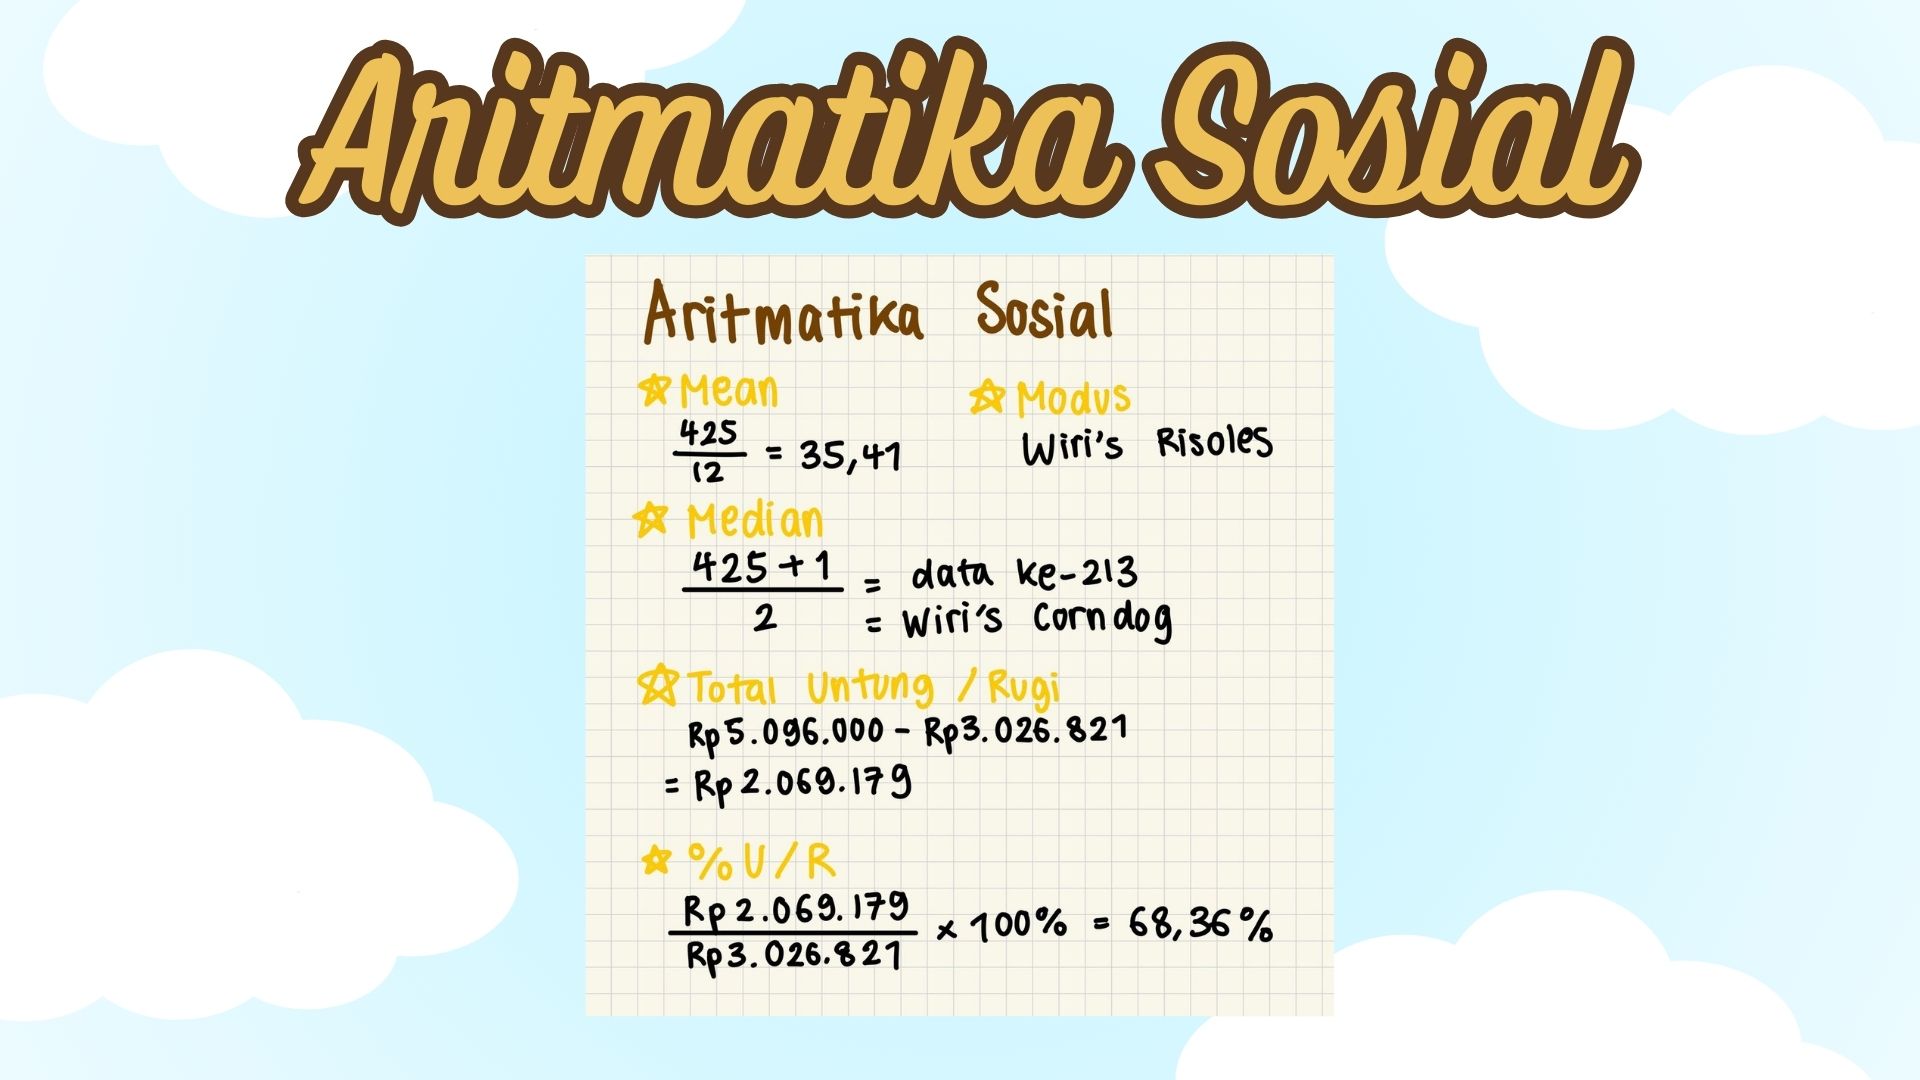 Aritmatika Sosial
Aritmatika Sosial
Mean
425
12
= 35,41
Modus
Wiri's Risoles
Median
425 + 1
2
= data ke-213
= Wiri's Corndog
Total Untung / Rugi
Rp5.096.000 - Rp3.026.821
= Rp2.069.179
% U/R
Rp2.069.179
Rp3.026.821
x 100% = 68,36%